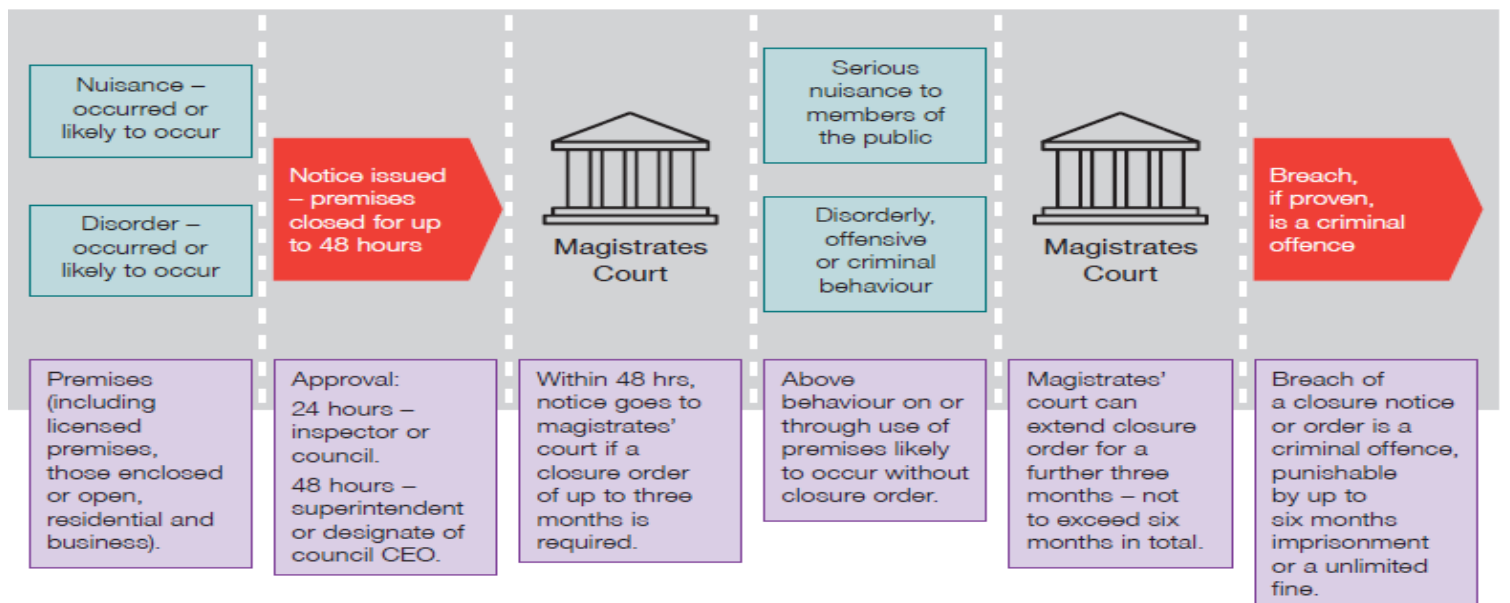 Nuisance –
occurred or
likely to occur
Disorder –
occurred or
likely to occur
Premises
(including
licensed
premises,
those enclosed
or open,
residential and
business).
Notice issued
– premises
closed for up
to 48 hours
Approval:
24 hours –
inspector or
council.
48 hours –
superintendent
or designate of
council CEO.
Magistrates
Court
Within 48 hrs,
notice goes to
magistrates'
court if a
closure order
of up to three
months is
required.
Serious
nuisance to
members of
the public
Disorderly,
offensive
or criminal
behaviour
Above
behaviour on or
through use of
premises likely
to occur without
closure order.
Magistrates
Court
Magistrates'
court can
extend closure
order for a
further three
months – not
to exceed six
months in total.
Breach,
if proven,
is a criminal
offence
Breach of
a closure notice
or order is a
criminal offence,
punishable
by up to
six months
imprisonment
or a unlimited
fine.